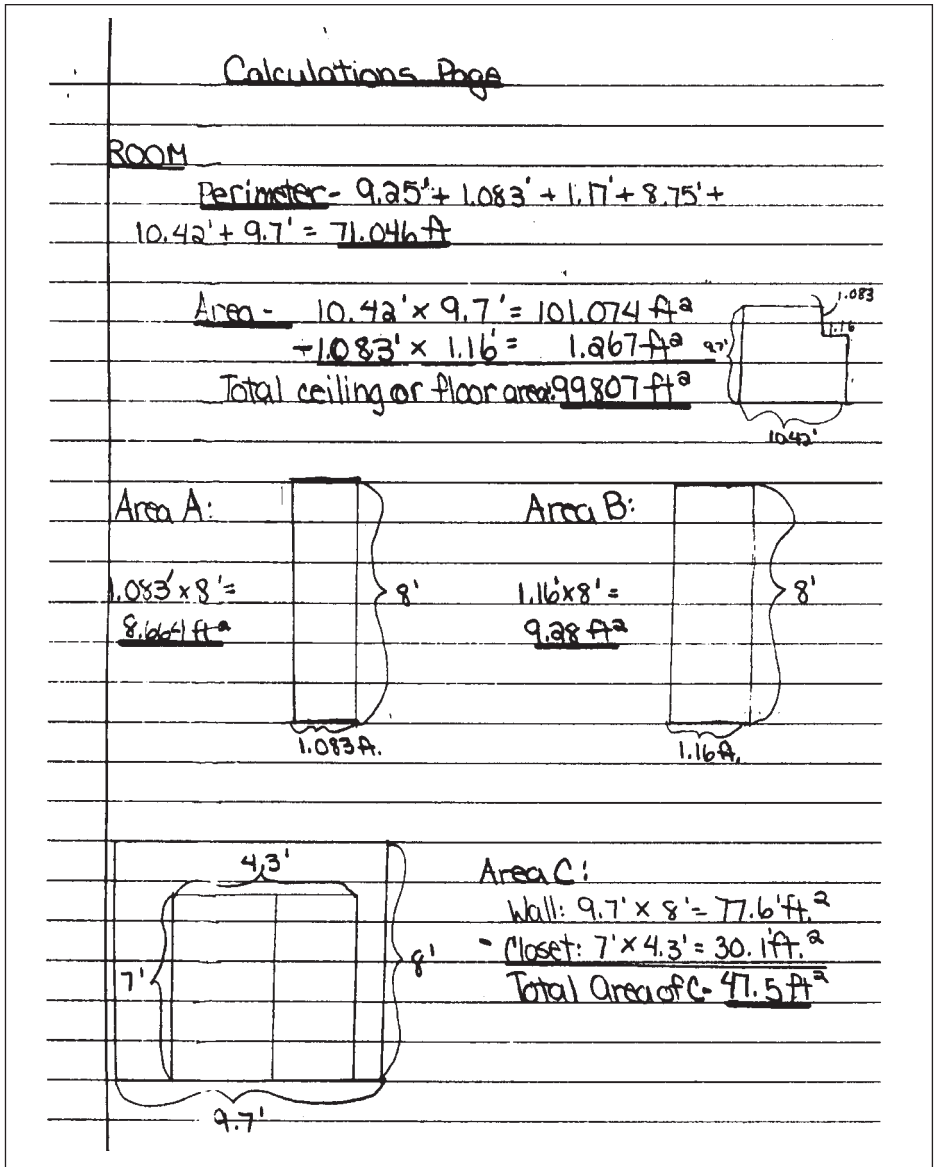 Calculations Page
ROOM
Perimeter- 9.25' + 1.083' + 1.17' + 8.75' +
10.42' + 9.7' = 71.046 ft
Area - 10.42' × 9.7' = 101.074 ft²
-1.083' × 1.16' = 1.267 ft²
Total ceiling or floor area: 99.807 ft²
1.083
1.16
9.7'
10.42'
Area A:
1.083' × 8' =
8.664 ft²
8'
1.083 ft.
Area B:
1.16' × 8' =
9.28 ft²
8'
1.16 ft.
4.3'
7'
8'
9.7'
Area C:
Wall: 9.7' × 8' = 77.6' ft.²
- Closet: 7' × 4.3' = 30.1' ft.²
Total Area of C- 47.5 ft²